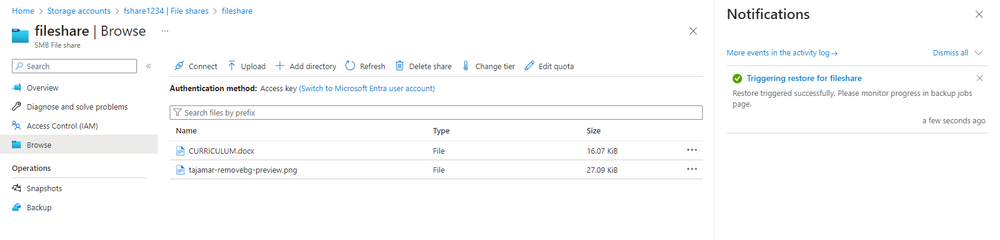 Home > Storage accounts > fshare1234 | File shares > fileshare
fileshare | Browse ...
SMB File share
Search
Overview
Diagnose and solve problems
Access Control (IAM)
Browse
Operations
Snapshots
Backup
Connect Upload Add directory Refresh Delete share Change tier Edit quota
Authentication method: Access key (Switch to Microsoft Entra user account)
Search files by prefix
Name Type Size
CURRICULUM.docx File 16.07 KiB
tajamar-removebg-preview.png File 27.09 KiB
Notifications
More events in the activity log → Dismiss all
Triggering restore for fileshare
Restore triggered successfully. Please monitor progress in backup jobs
page.
a few seconds ago